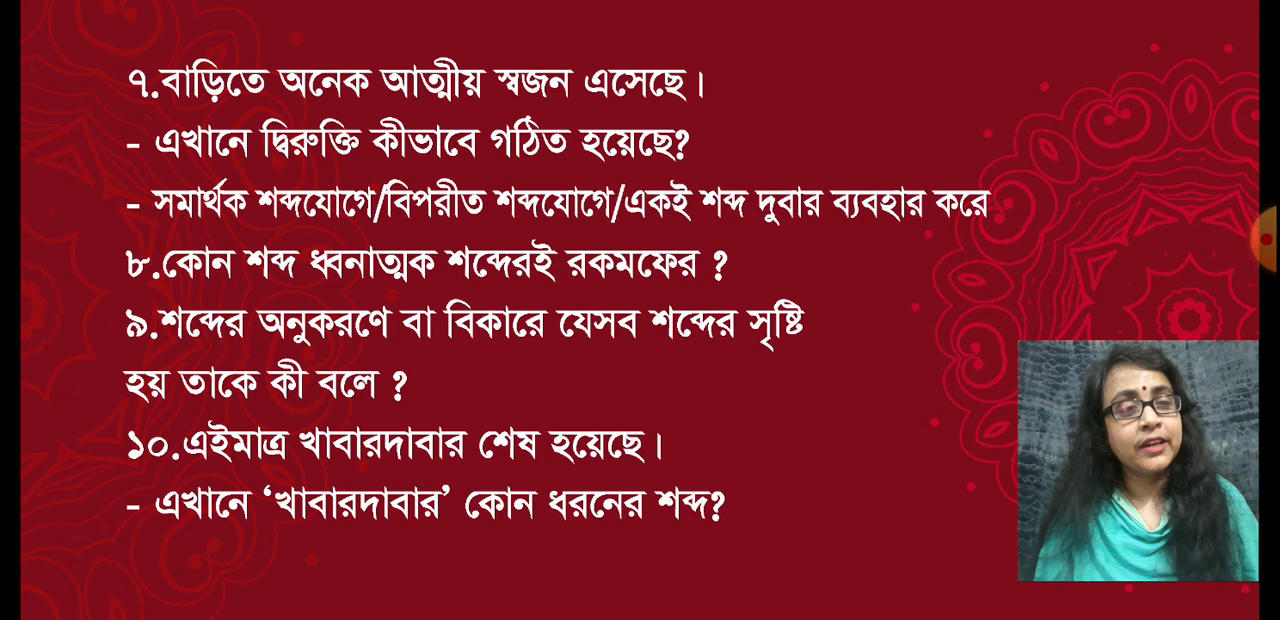 ৭.বাড়িতে অনেক আত্মীয় স্বজন এসেছে।
- এখানে দ্বিরুক্তি কীভাবে গঠিত হয়েছে?
- সমার্থক শব্দযোগে/বিপরীত শব্দযোগে/একই শব্দ দুবার ব্যবহার করে
৮.কোন শব্দ ধ্বনাত্মক শব্দেরই রকমফের ?
৯.শব্দের অনুকরণে বা বিকারে যেসব শব্দের সৃষ্টি
হয় তাকে কী বলে ?
১০.এইমাত্র খাবারদাবার শেষ হয়েছে।
- এখানে ‘খাবারদাবার’ কোন ধরনের শব্দ?